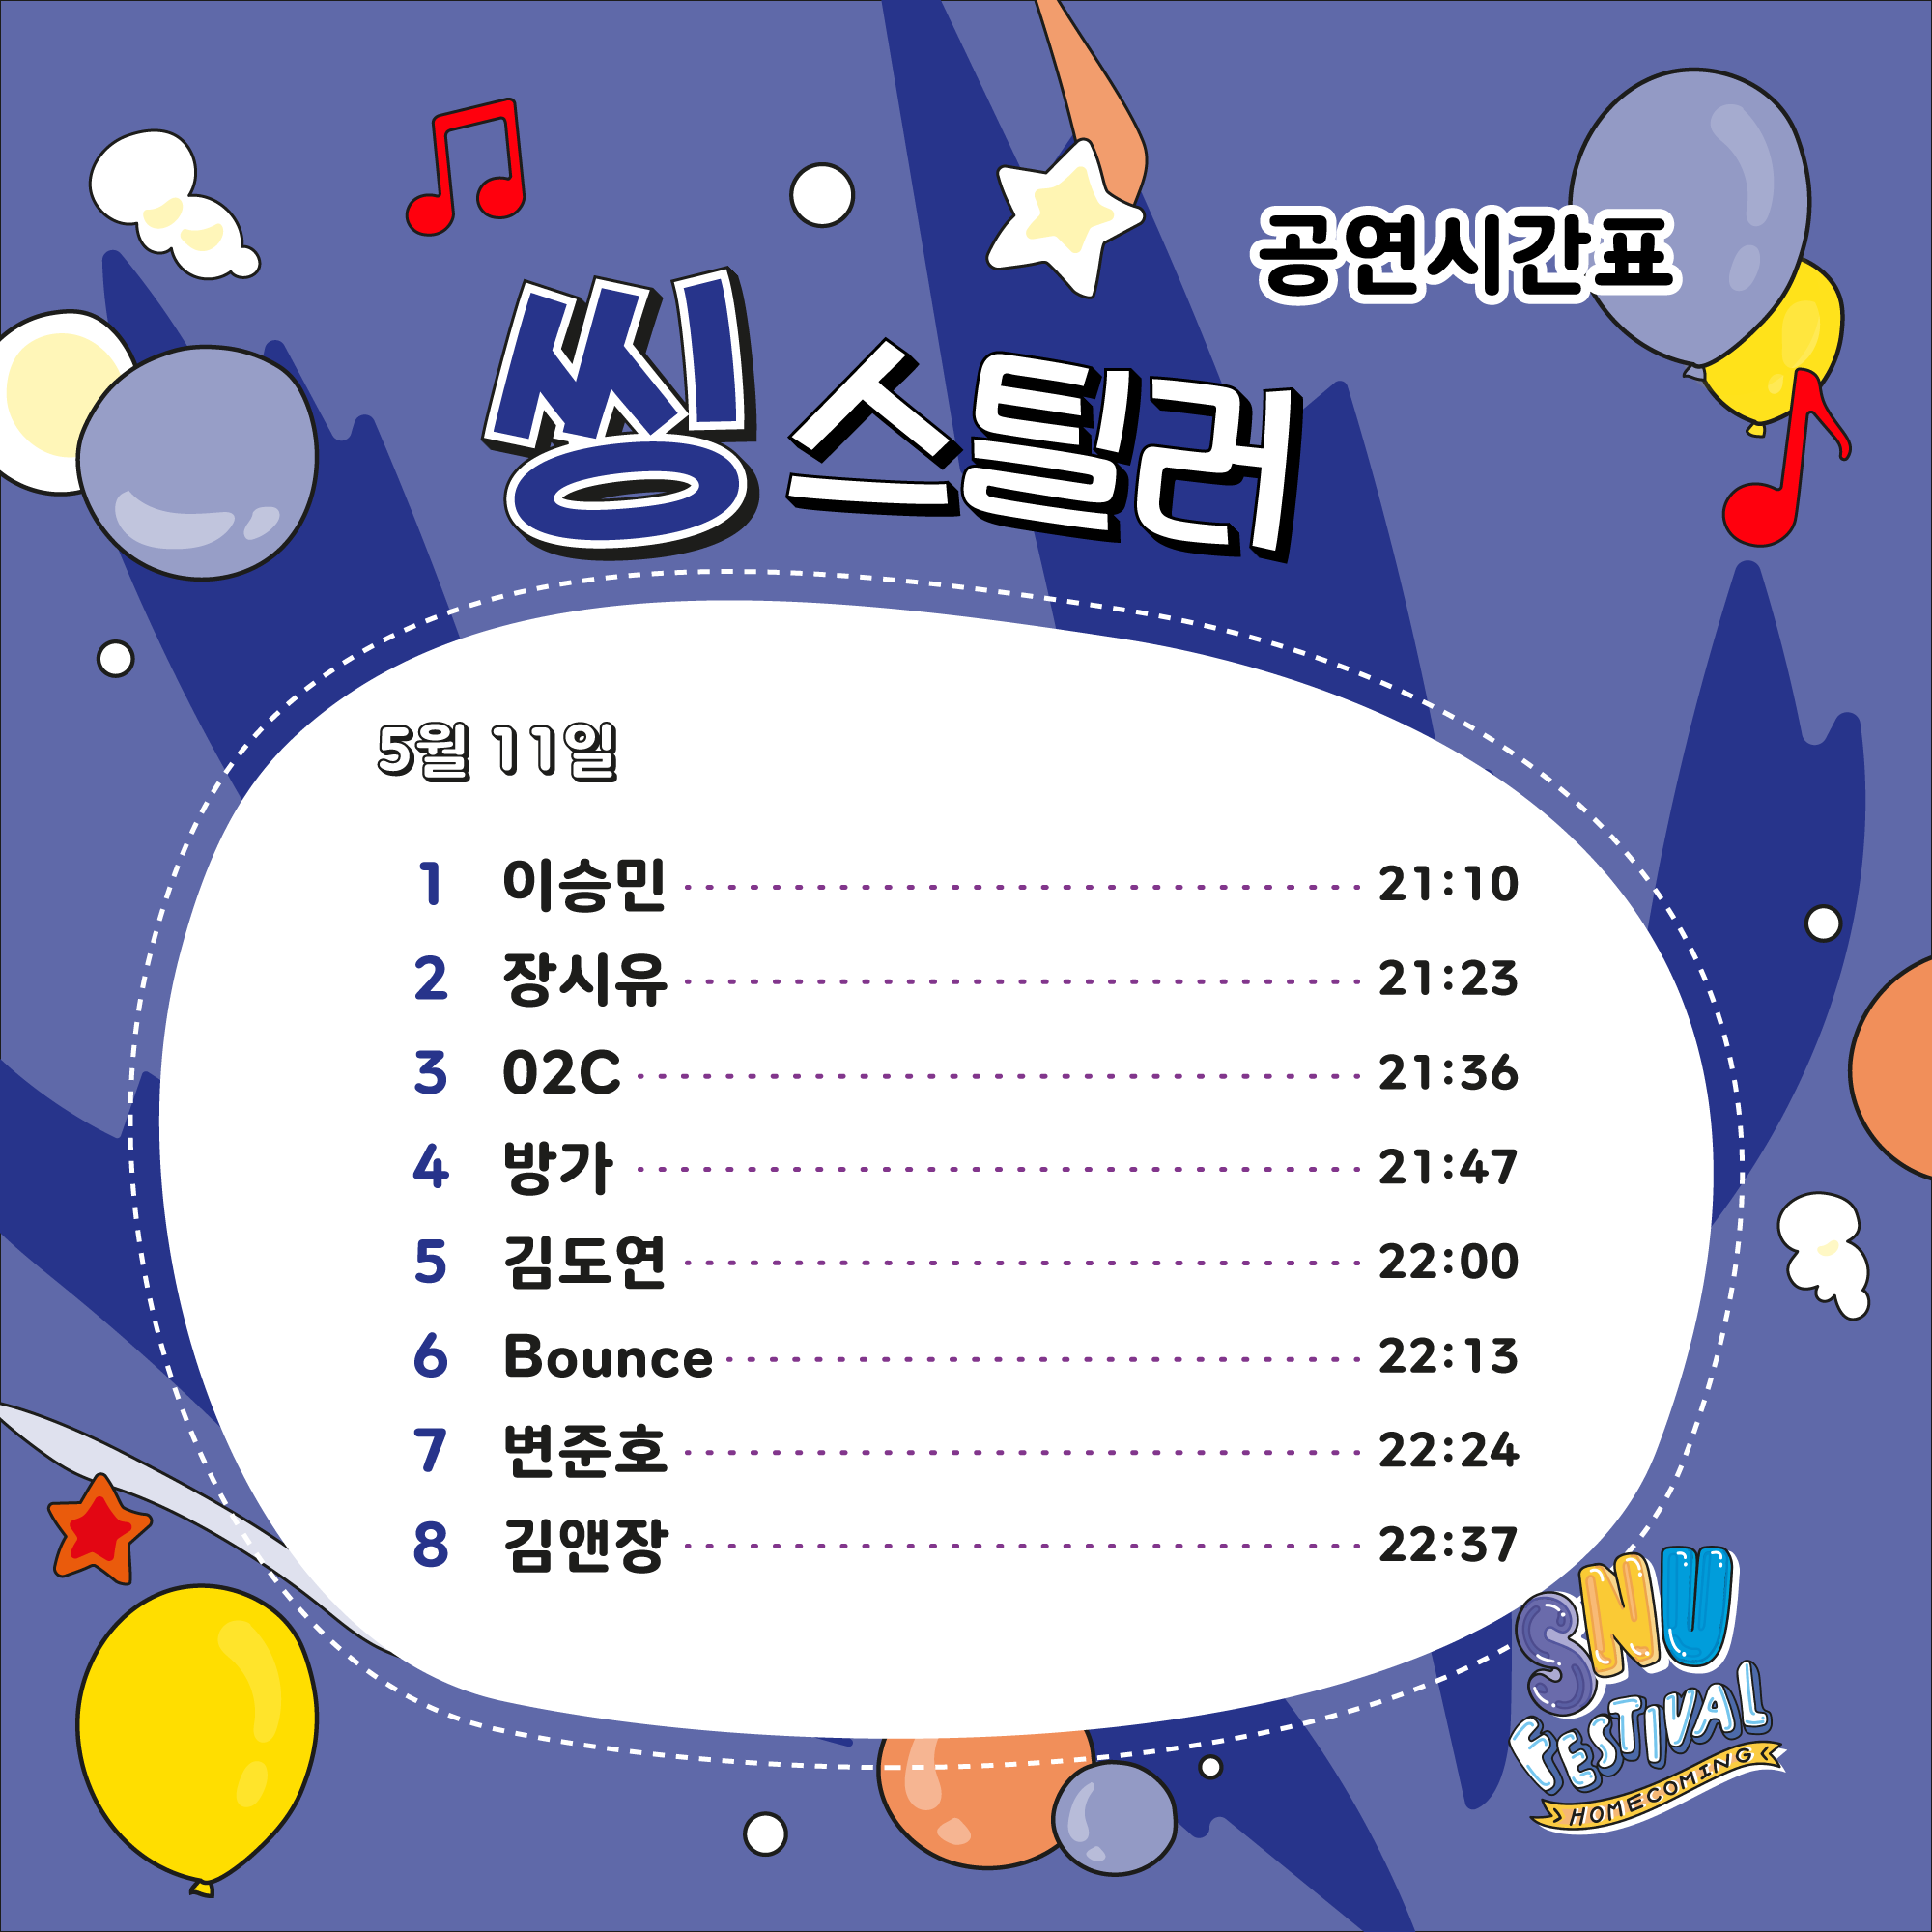 공연시간표
씽스틸러
5월 11일
1 이승민 21:10
2 장시유 21:23
3 02C 21:36
4 방가 21:47
5 김도연 22:00
6 Bounce 22:13
7 변준호 22:24
8 김앤장 22:37
SNU
FESTIVAL
HOMECOMING